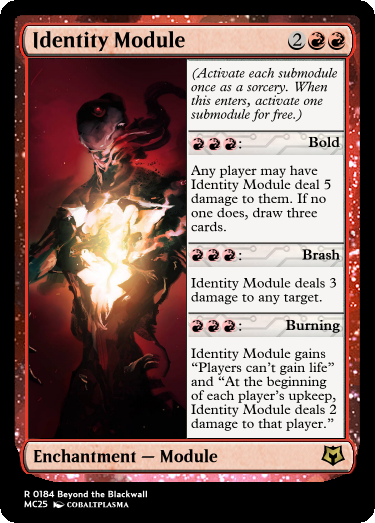 Identity Module 2
(Activate each submodule
once as a sorcery. When
this enters, activate one
submodule for free.)
: Bold
Any player may have
Identity Module deal 5
damage to them. If no
one does, draw three
cards.
: Brash
Identity Module deals 3
damage to any target.
: Burning
Identity Module gains
“Players can’t gain life”
and “At the beginning
of each player’s upkeep,
Identity Module deals 2
damage to that player.”
Enchantment — Module
R 0184 Beyond the Blackwall
MC25 COBALTPLASMA